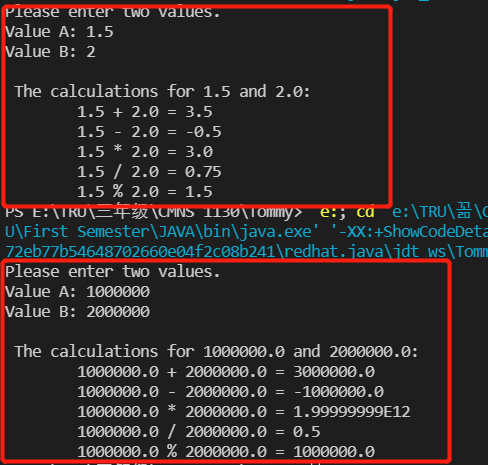 Please enter two values.
Value A: 1.5
Value B: 2
The calculations for 1.5 and 2.0:
1.5 + 2.0 = 3.5
1.5 - 2.0 = -0.5
1.5 * 2.0 = 3.0
1.5 / 2.0 = 0.75
1.5 % 2.0 = 1.5
PS E:\TRU\三年级\CMNS 1130\Tommy> e:; cd 'e:\TRU\꾦\C
U\First Semester\JAVA\bin\java.exe' '-XX:+ShowCodeDeta
72eb77b54648702660e04f2c08b241\redhat.java\jdt_ws\Tomm
Please enter two values.
Value A: 1000000
Value B: 2000000
The calculations for 1000000.0 and 2000000.0:
1000000.0 + 2000000.0 = 3000000.0
1000000.0 - 2000000.0 = -1000000.0
1000000.0 * 2000000.0 = 1.99999999E12
1000000.0 / 2000000.0 = 0.5
1000000.0 % 2000000.0 = 1000000.0